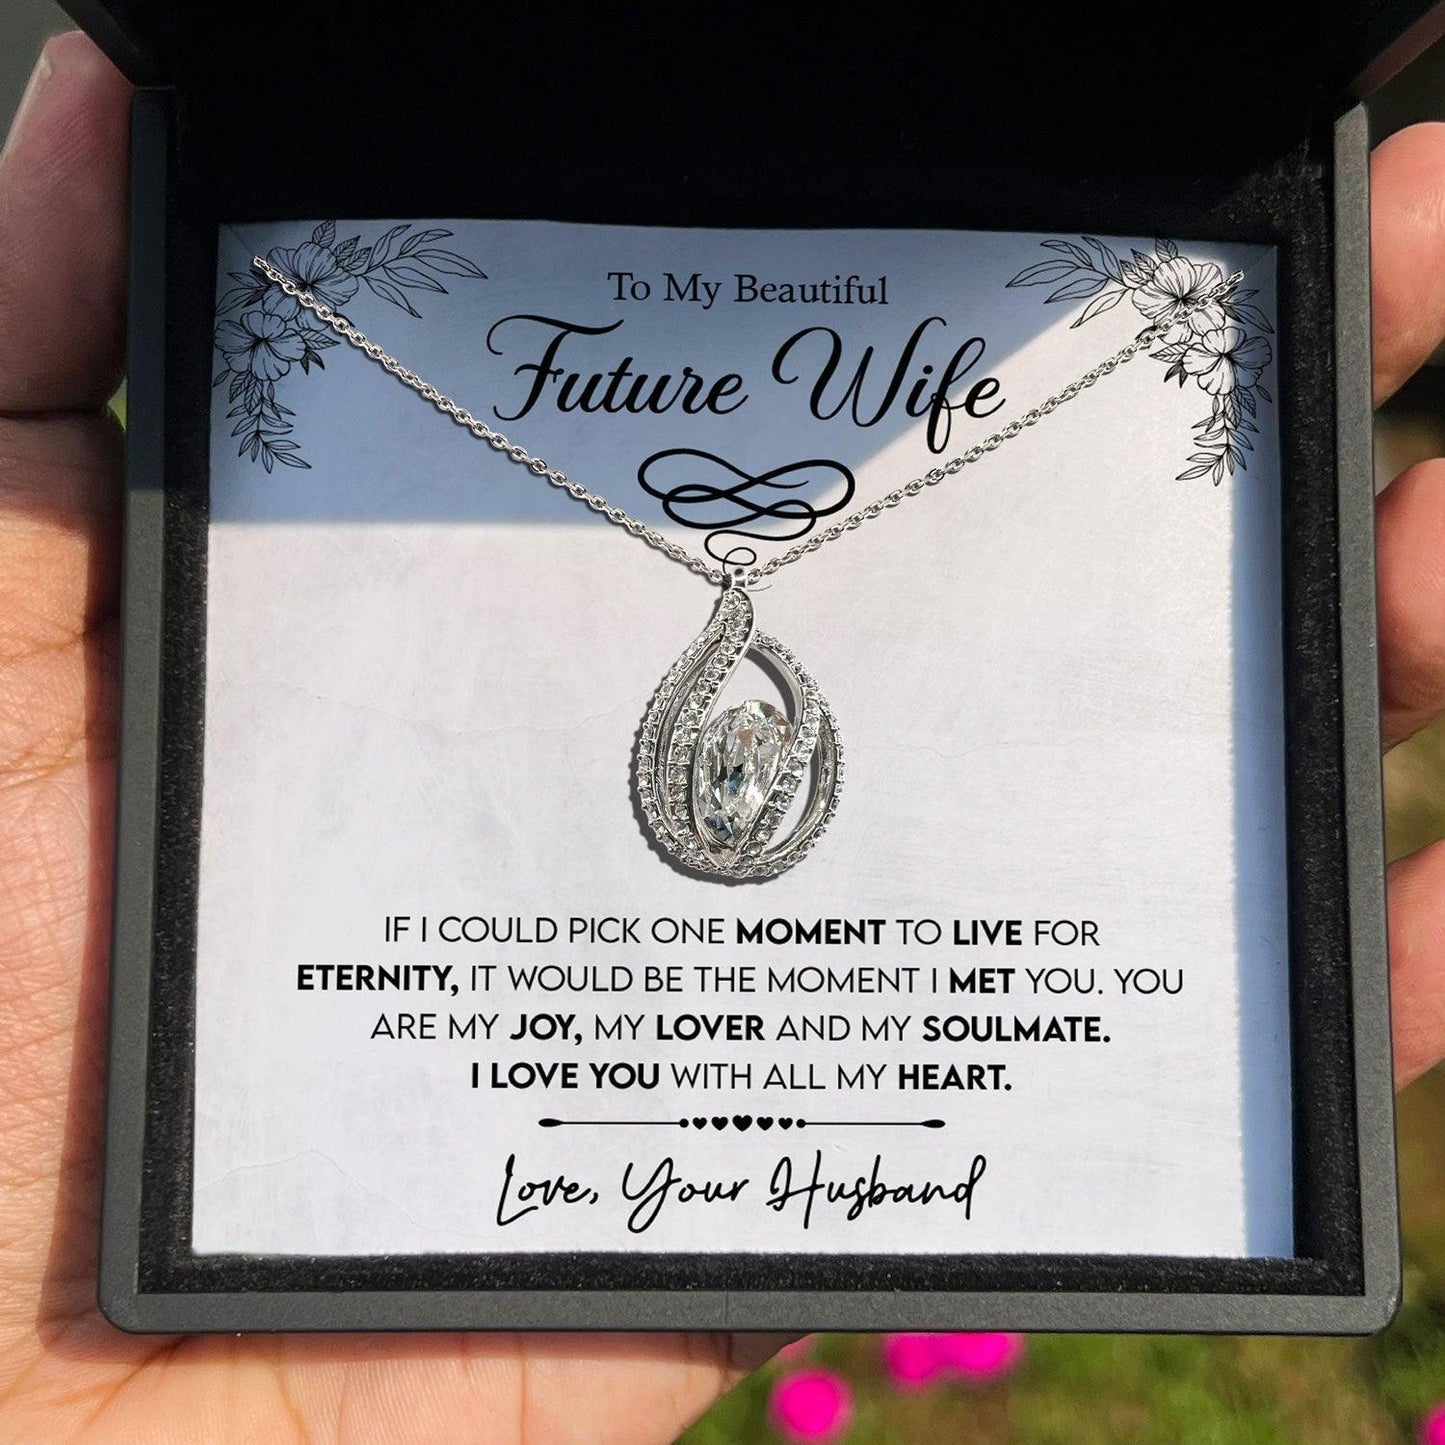 To My Beautiful
Future Wife
IF I COULD PICK ONE MOMENT TO LIVE FOR
ETERNITY, IT WOULD BE THE MOMENT I MET YOU. YOU
ARE MY JOY, MY LOVER AND MY SOULMATE.
I LOVE YOU WITH ALL MY HEART.
Love, Your Husband